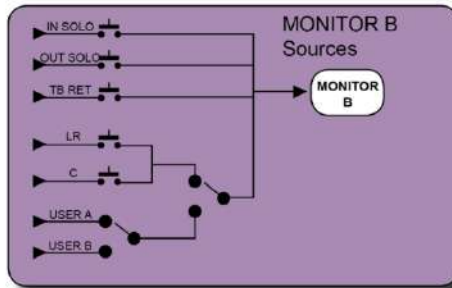 MONITOR B
Sources
IN SOLO
OUT SOLO
TB RET
MONITOR
B
LR
C
USER A
USER B